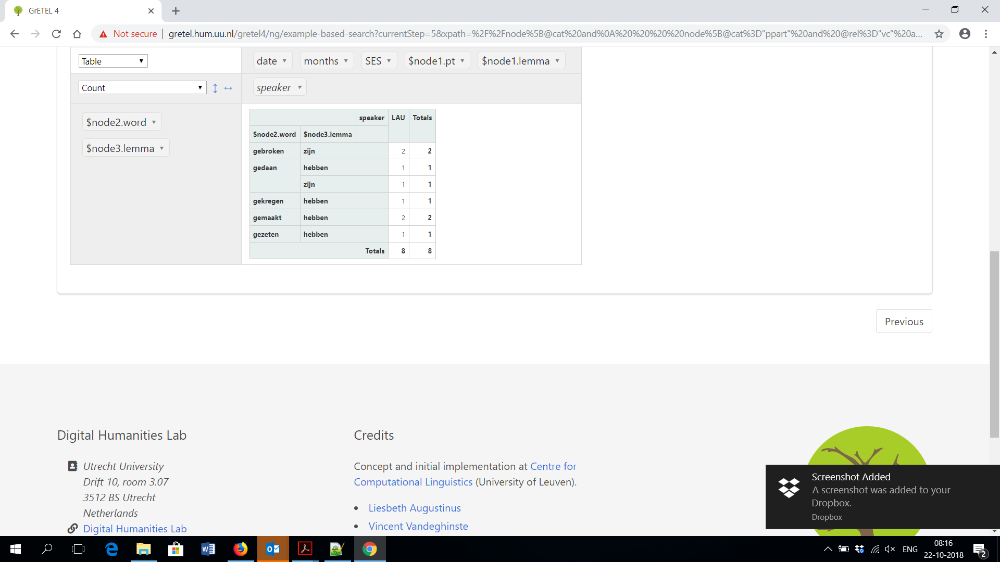 GrETEL 4
Not secure
gretel.hum.uu.nl/gretel4/ng/example-based-search?currentStep=5&xpath=%2F%2Fnode%5B@cat%20and%0A%20%20%20%20node%5B@cat%3D"ppart"%20and%20@rel%3D"vc"%20a...
Table
date months SES $node1.pt $node1.lemma
Count
speaker
$node2.word
$node3.lemma
speaker LAU Totals
$node2.word $node3.lemma
gebroken zijn 2 2
gedaan hebben 1 1
zijn 1 1
gekregen hebben 1 1
gemaakt hebben 2 2
gezeten hebben 1 1
Totals 8 8
Previous
Digital Humanities Lab
Utrecht University
Drift 10, room 3.07
3512 BS Utrecht
Netherlands
Digital Humanities Lab
Credits
Concept and initial implementation at Centre for
Computational Linguistics (University of Leuven).
Liesbeth Augustinus
Vincent Vandeghinste
Screenshot Added
A screenshot was added to your
Dropbox.
Dropbox
ENG
08:16
22-10-2018
2